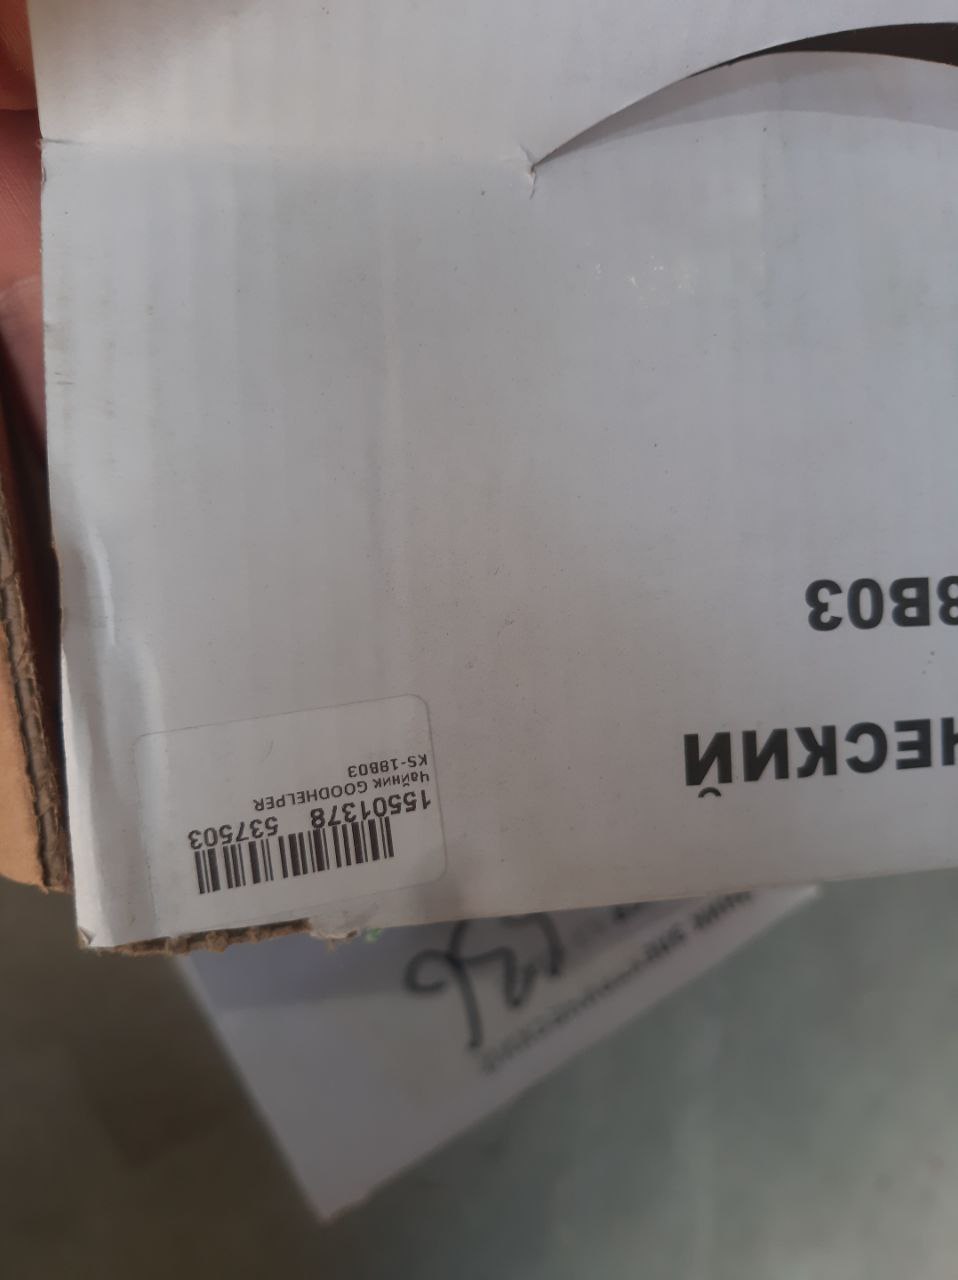 15501378 537503
Чайник GOODHELPER
KS-18B03
ЧЕСКИЙ
8B03